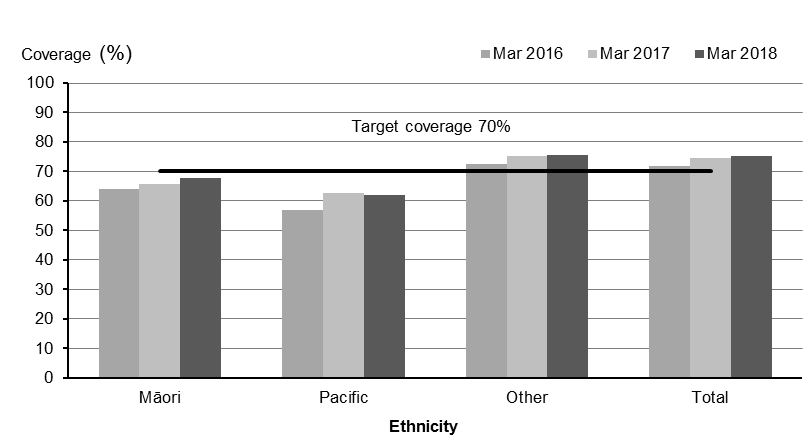 Coverage (%)
Mar 2016 Mar 2017 Mar 2018
100
90
Target coverage 70%
80
70
60
50
40
30
20
10
0
Māori Pacific Other Total
Ethnicity